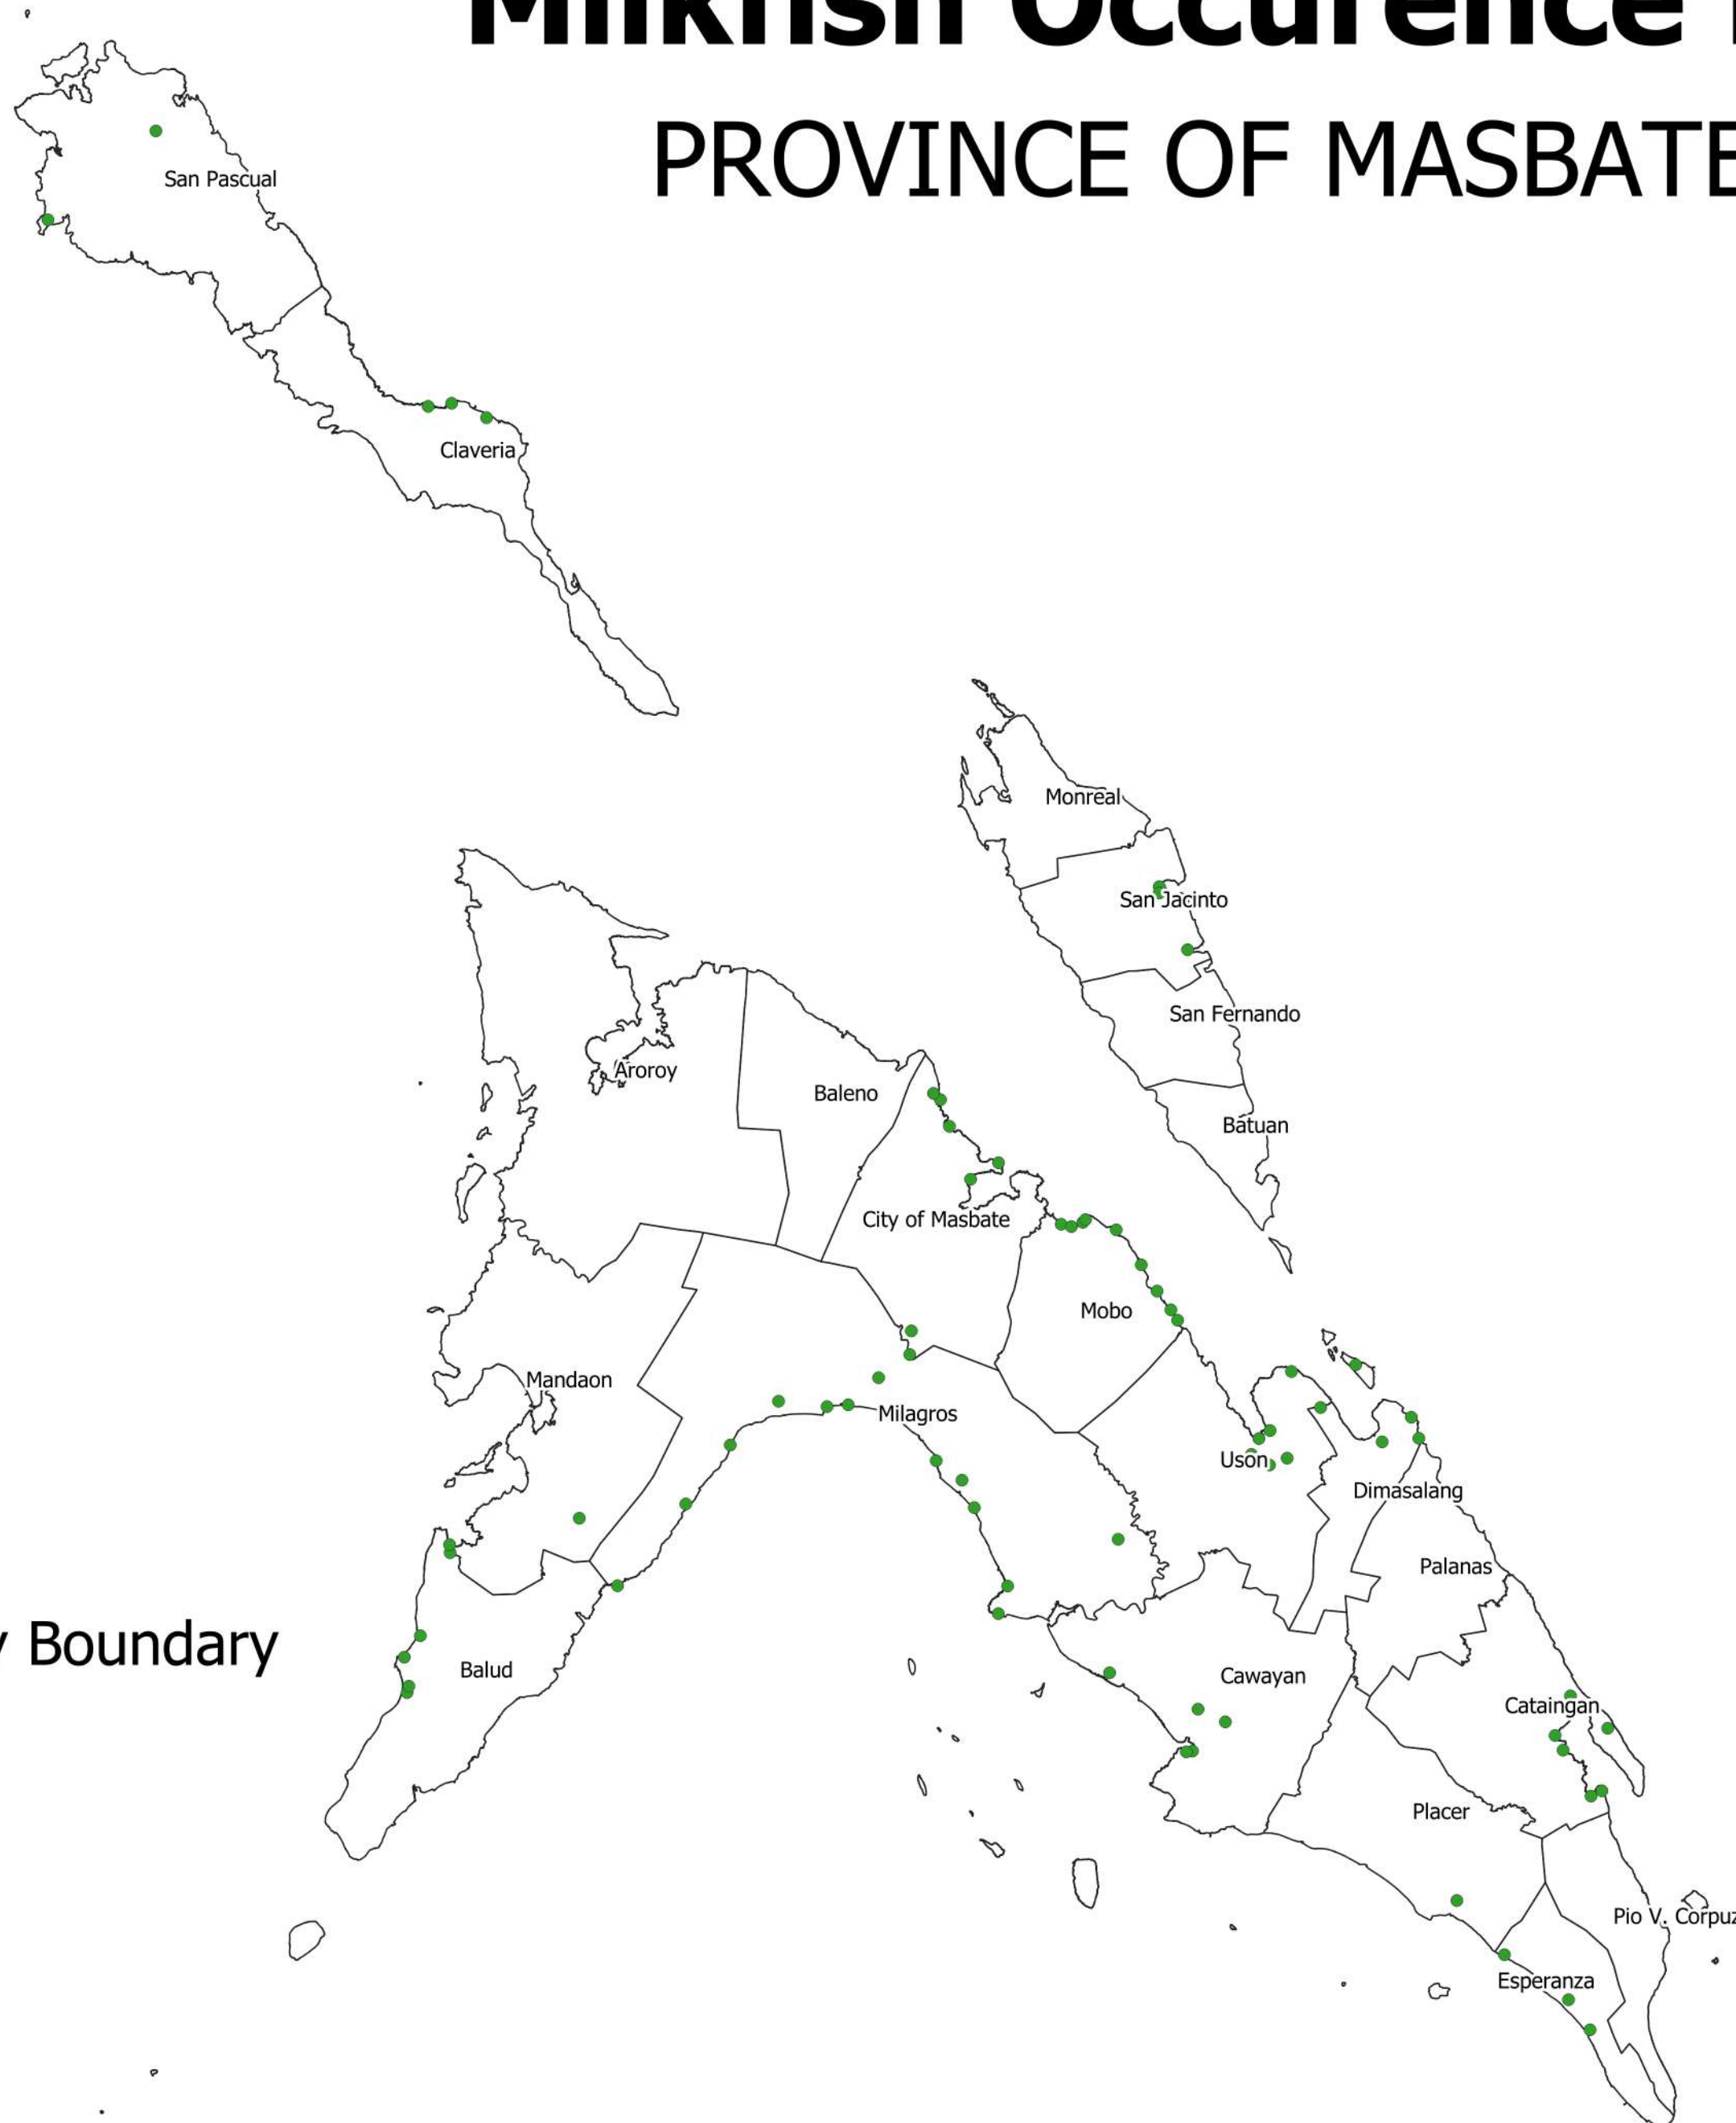 Milkfish Occurence
PROVINCE OF MASBATE
San Pascual
Claveria
Monreal
San Jacinto
San Fernando
Aroroy
Baleno
Batuan
City of Masbate
Mobo
Mandaon
Milagros
Uson
Dimasalang
Palanas
Boundary
Balud
Cawayan
Cataingan
Placer
Pio V. Corpuz
Esperanza